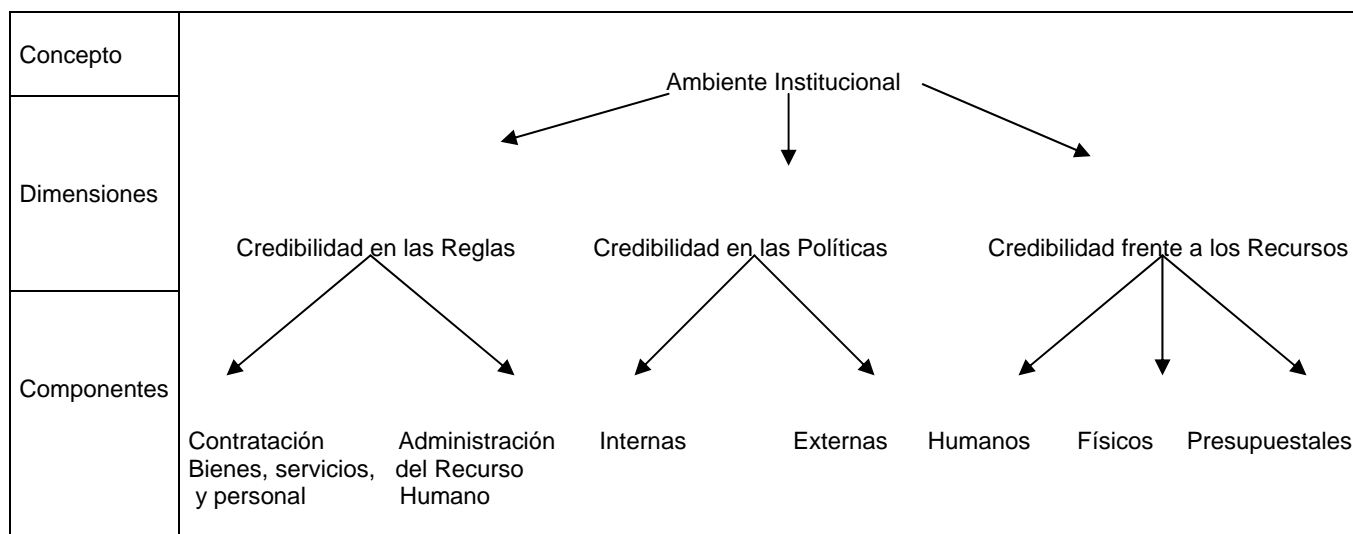 Concepto
Ambiente Institucional
Dimensiones
Credibilidad en las Reglas
Credibilidad en las Políticas
Credibilidad frente a los Recursos
Componentes
Contratación
Bienes, servicios,
y personal
Administración
del Recurso
Humano
Internas
Externas
Humanos
Físicos
Presupuestales